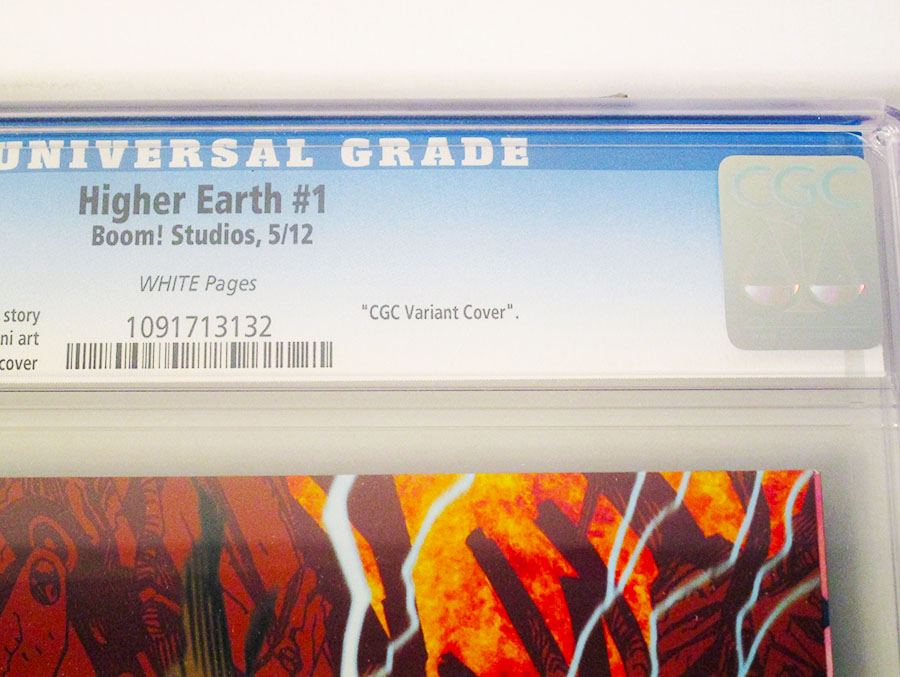 UNIVERSAL GRADE
CGC
Higher Earth #1
Boom! Studios, 5/12
WHITE Pages
story
ni art
cover
1091713132
"CGC Variant Cover".